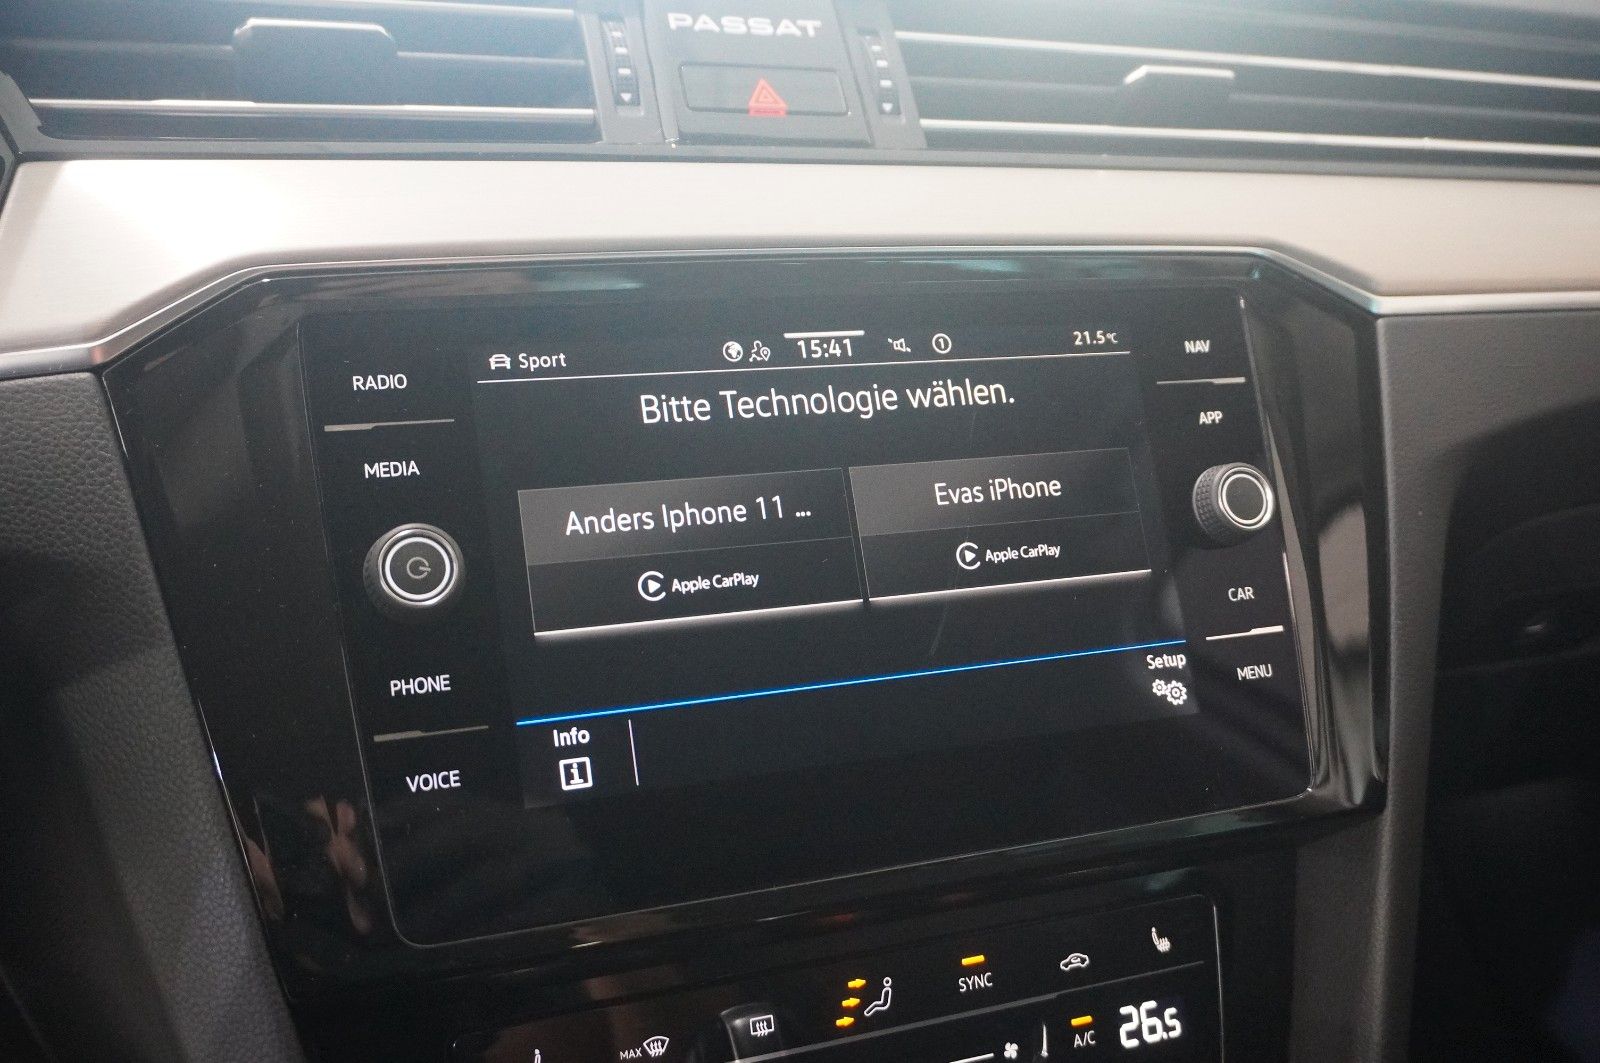 PASSAT
Sport
15:41
1
21.5°C
Bitte Technologie wählen.
Anders Iphone 11 ...
Apple CarPlay
Evas iPhone
Apple CarPlay
Info
i
Setup
RADIO
MEDIA
PHONE
VOICE
NAV
APP
CAR
MENU
SYNC
MAX
A/C
26.5